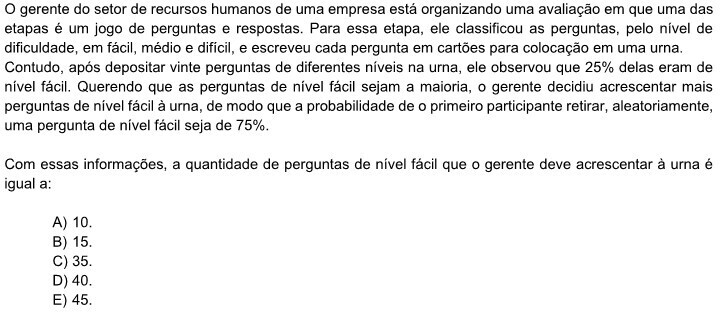 O gerente do setor de recursos humanos de uma empresa está organizando uma avaliação em que uma das
etapas é um jogo de perguntas e respostas. Para essa etapa, ele classificou as perguntas, pelo nível de
dificuldade, em fácil, médio e difícil, e escreveu cada pergunta em cartões para colocação em uma urna.
Contudo, após depositar vinte perguntas de diferentes níveis na urna, ele observou que 25% delas eram de
nível fácil. Querendo que as perguntas de nível fácil sejam a maioria, o gerente decidiu acrescentar mais
perguntas de nível fácil à urna, de modo que a probabilidade de o primeiro participante retirar, aleatoriamente,
uma pergunta de nível fácil seja de 75%.
Com essas informações, a quantidade de perguntas de nível fácil que o gerente deve acrescentar à urna é
igual a:
A) 10.
B) 15.
C) 35.
D) 40.
E) 45.